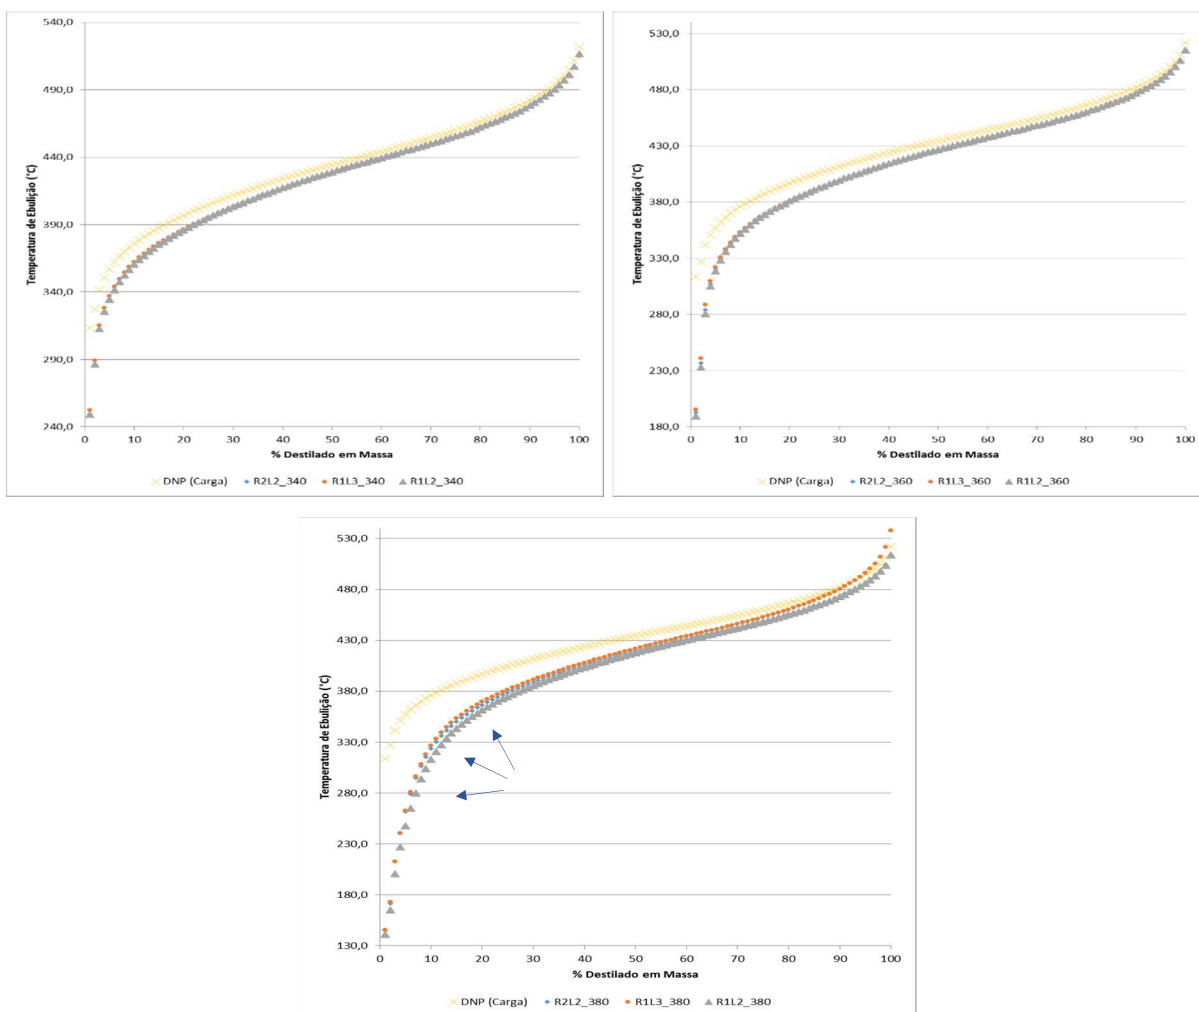 Temperatura de Ebulição (°C)
540,0
490,0
440,0
390,0
340,0
290,0
240,0
0 10 20 30 40 50 60 70 80 90 100
% Destilado em Massa
DNP (Carga) R2L2_340 R1L3_340 R1L2_340
Temperatura de Ebulição (°C)
530,0
480,0
430,0
380,0
330,0
280,0
230,0
180,0
0 10 20 30 40 50 60 70 80 90 100
% Destilado em Massa
DNP (Carga) R2L2_360 R1L3_360 R1L2_360
Temperatura de Ebulição (°C)
530,0
480,0
430,0
380,0
330,0
280,0
230,0
180,0
130,0
0 10 20 30 40 50 60 70 80 90 100
% Destilado em Massa
DNP (Carga) R2L2_380 R1L3_380 R1L2_380